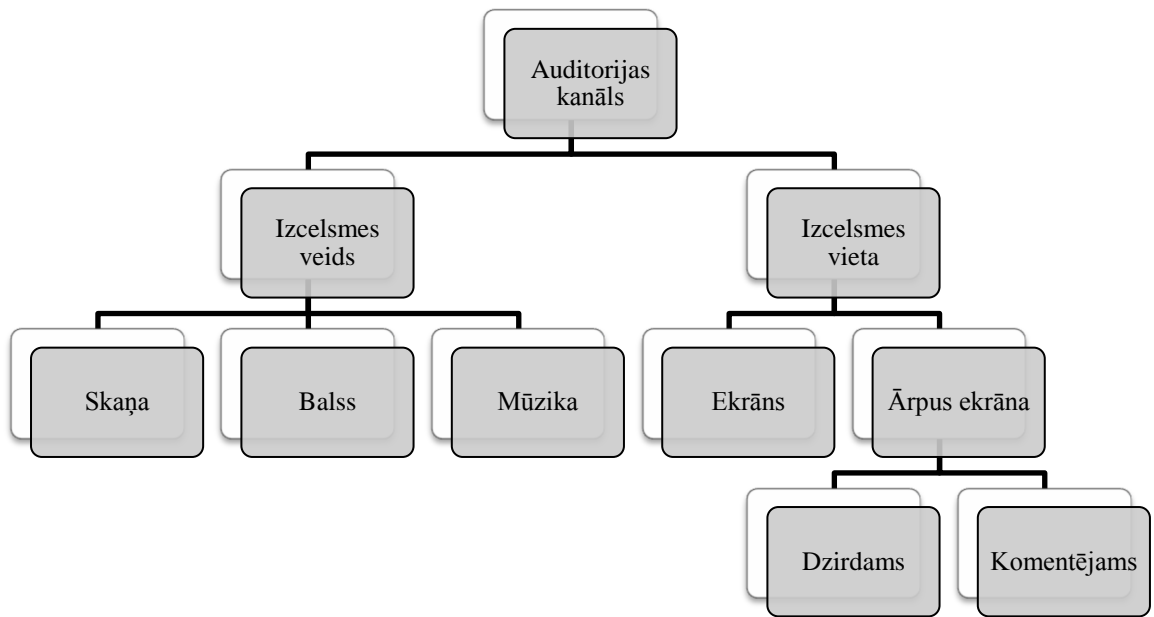 Auditorijas
kanāls
Izcelsmes
veids
Izcelsmes
vieta
Skaņa
Balss
Mūzika
Ekrāns
Ārpus ekrāna
Dzirdams
Komentējams